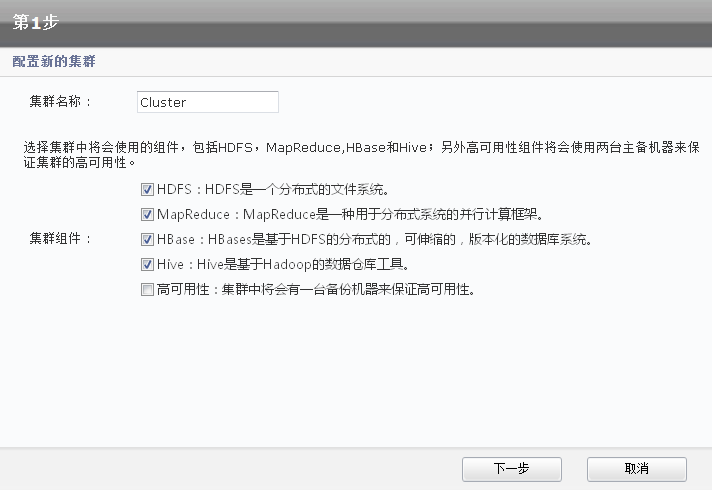 第1步
配置新的集群
集群名称：
Cluster
选择集群中将会使用的组件，包括HDFS，MapReduce,HBase和Hive；另外高可用性组件将会使用两台主备机器来保
证集群的高可用性。
集群组件：
HDFS：HDFS是一个分布式的文件系统。
MapReduce：MapReduce是一种用于分布式系统的并行计算框架。
HBase：HBases是基于HDFS的分布式的，可伸缩的，版本化的数据库系统。
Hive：Hive是基于Hadoop的数据仓库工具。
高可用性：集群中将会有一台备份机器来保证高可用性。
下一步
取消